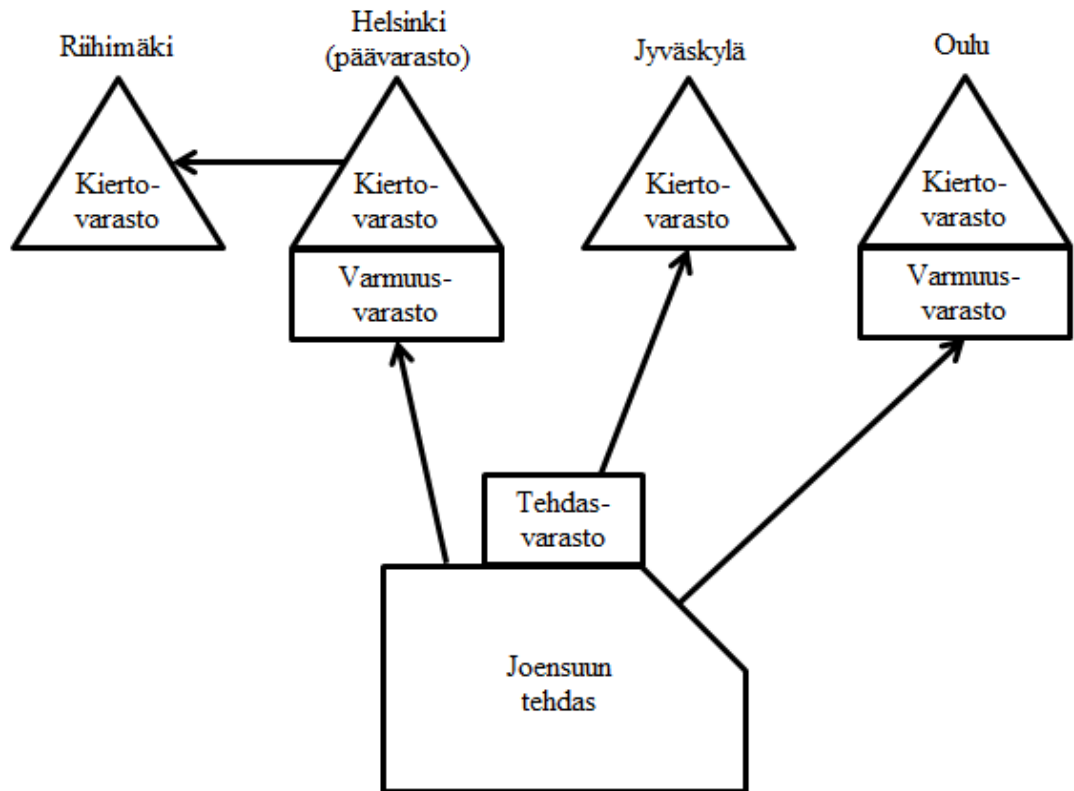 Riihimäki
Helsinki
(päävarasto)
Jyväskylä
Oulu
Kierto-
varasto
Kierto-
varasto
Kierto-
varasto
Kierto-
varasto
Varmuus-
varasto
Varmuus-
varasto
Tehdas-
varasto
Joensuun
tehdas